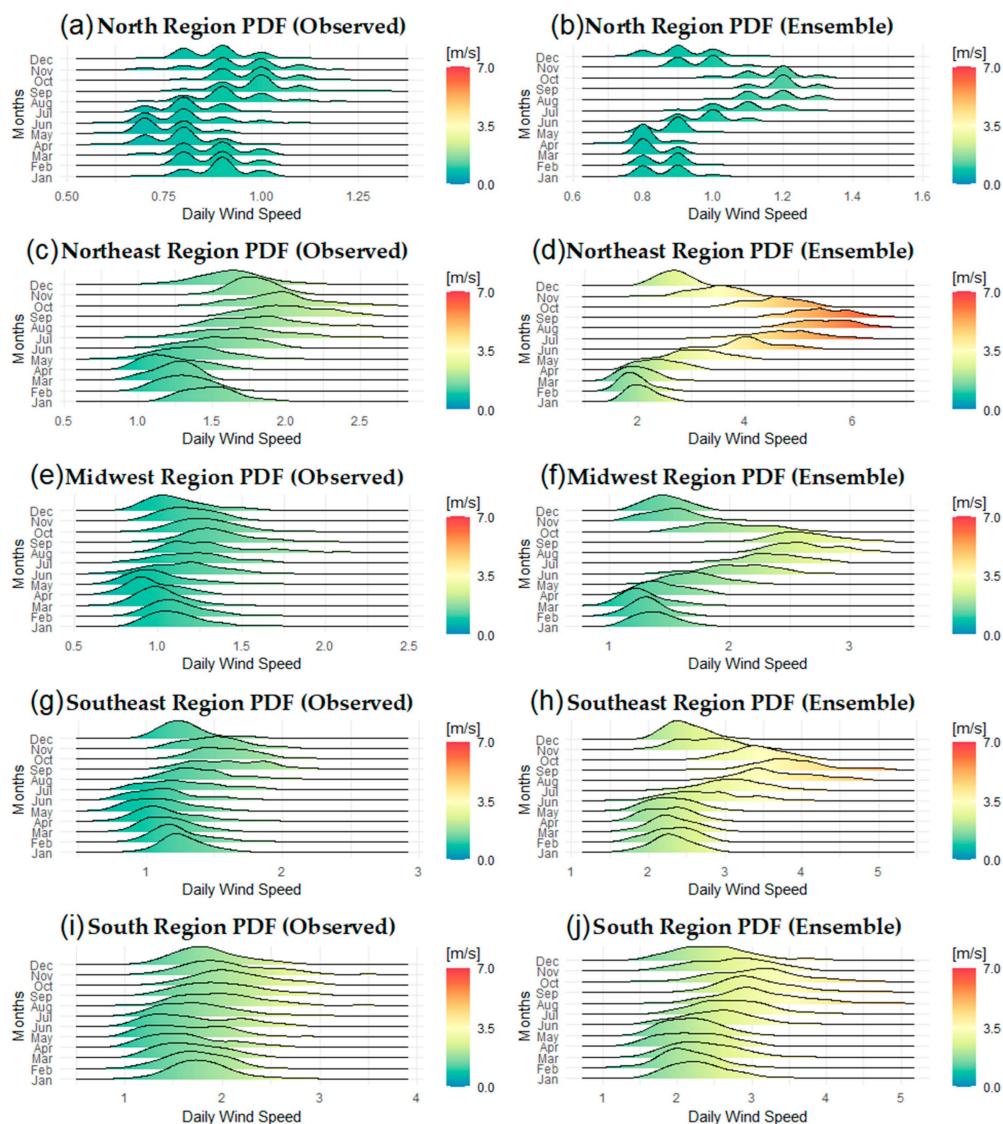 (a) North Region PDF (Observed)
[m/s]
7.0
3.5
0.0
Months
Dec
Nov
Oct
Sep
Aug
Jul
Jun
May
Apr
Mar
Feb
Jan
0.50 0.75 1.00 1.25
Daily Wind Speed
(b) North Region PDF (Ensemble)
[m/s]
7.0
3.5
0.0
Months
Dec
Nov
Oct
Sep
Aug
Jul
Jun
May
Apr
Mar
Feb
Jan
0.6 0.8 1.0 1.2 1.4 1.6
Daily Wind Speed
(c) Northeast Region PDF (Observed)
[m/s]
7.0
3.5
0.0
Months
Dec
Nov
Oct
Sep
Aug
Jul
Jun
May
Apr
Mar
Feb
Jan
0.5 1.0 1.5 2.0 2.5
Daily Wind Speed
(d) Northeast Region PDF (Ensemble)
[m/s]
7.0
3.5
0.0
Months
Dec
Nov
Oct
Sep
Aug
Jul
Jun
May
Apr
Mar
Feb
Jan
2 4 6
Daily Wind Speed
(e) Midwest Region PDF (Observed)
[m/s]
7.0
3.5
0.0
Months
Dec
Nov
Oct
Sep
Aug
Jul
Jun
May
Apr
Mar
Feb
Jan
0.5 1.0 1.5 2.0 2.5
Daily Wind Speed
(f) Midwest Region PDF (Ensemble)
[m/s]
7.0
3.5
0.0
Months
Dec
Nov
Oct
Sep
Aug
Jul
Jun
May
Apr
Mar
Feb
Jan
1 2 3
Daily Wind Speed
(g) Southeast Region PDF (Observed)
[m/s]
7.0
3.5
0.0
Months
Dec
Nov
Oct
Sep
Aug
Jul
Jun
May
Apr
Mar
Feb
Jan
1 2 3
Daily Wind Speed
(h) Southeast Region PDF (Ensemble)
[m/s]
7.0
3.5
0.0
Months
Dec
Nov
Oct
Sep
Aug
Jul
Jun
May
Apr
Mar
Feb
Jan
1 2 3 4 5
Daily Wind Speed
(i) South Region PDF (Observed)
[m/s]
7.0
3.5
0.0
Months
Dec
Nov
Oct
Sep
Aug
Jul
Jun
May
Apr
Mar
Feb
Jan
1 2 3 4
Daily Wind Speed
(j) South Region PDF (Ensemble)
[m/s]
7.0
3.5
0.0
Months
Dec
Nov
Oct
Sep
Aug
Jul
Jun
May
Apr
Mar
Feb
Jan
1 2 3 4 5
Daily Wind Speed